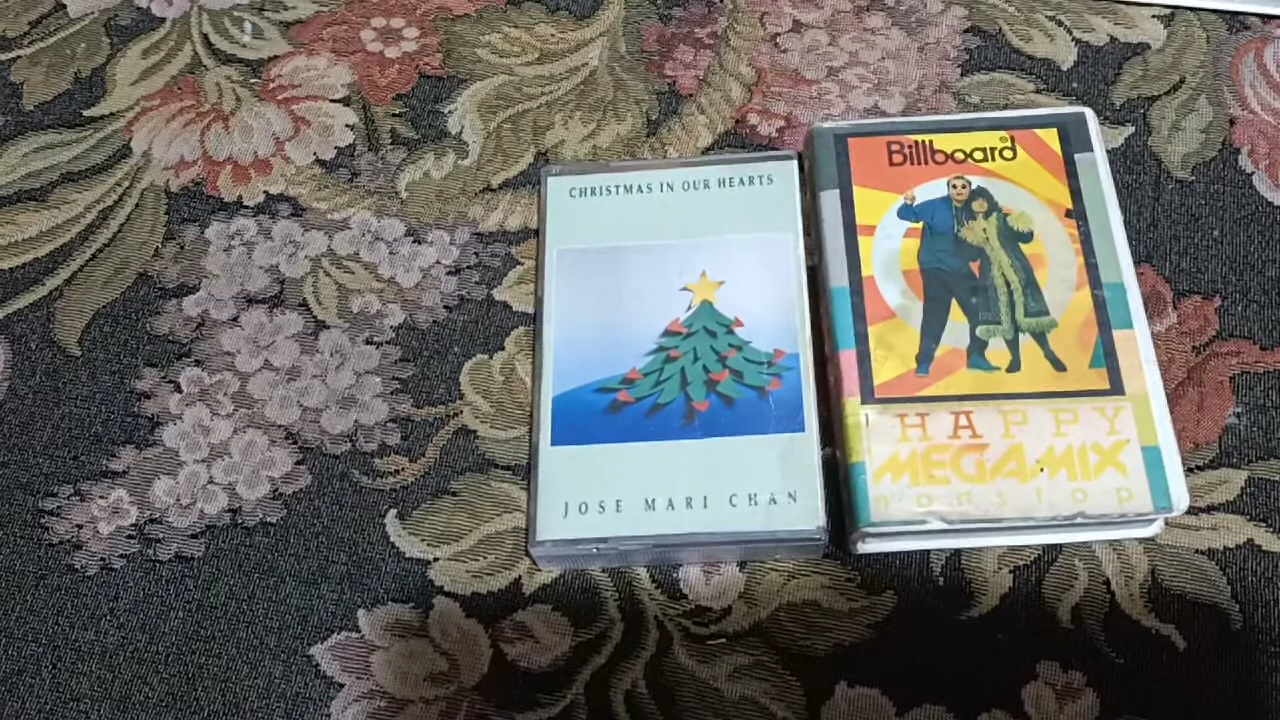 CHRISTMAS IN OUR HEARTS
JOSE MARI CHAN
Billboard®
HAPPY
MEGAMIX
nonstop